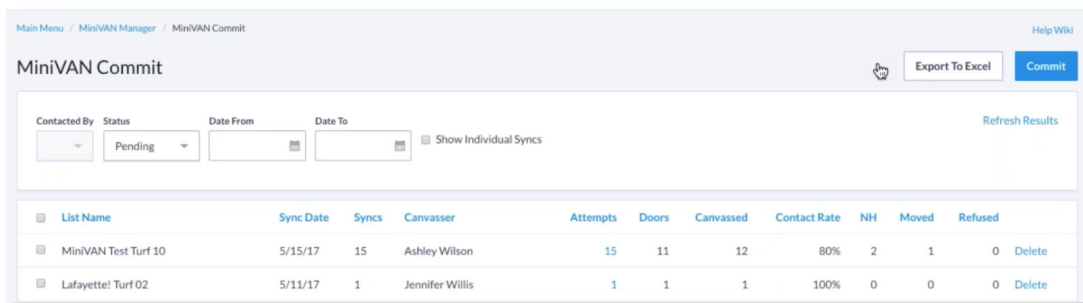 Main Menu / MiniVAN Manager / MiniVAN Commit
Help Wiki
MiniVAN Commit
Export To Excel
Commit
Contacted By Status Date From Date To
Pending
Show Individual Syncs
Refresh Results
List Name Sync Date Syncs Canvasser Attempts Doors Canvassed Contact Rate NH Moved Refused
MiniVAN Test Turf 10 5/15/17 15 Ashley Wilson 15 11 12 80% 2 1 0 Delete
Lafayette! Turf 02 5/11/17 1 Jennifer Willis 1 1 1 100% 0 0 0 Delete